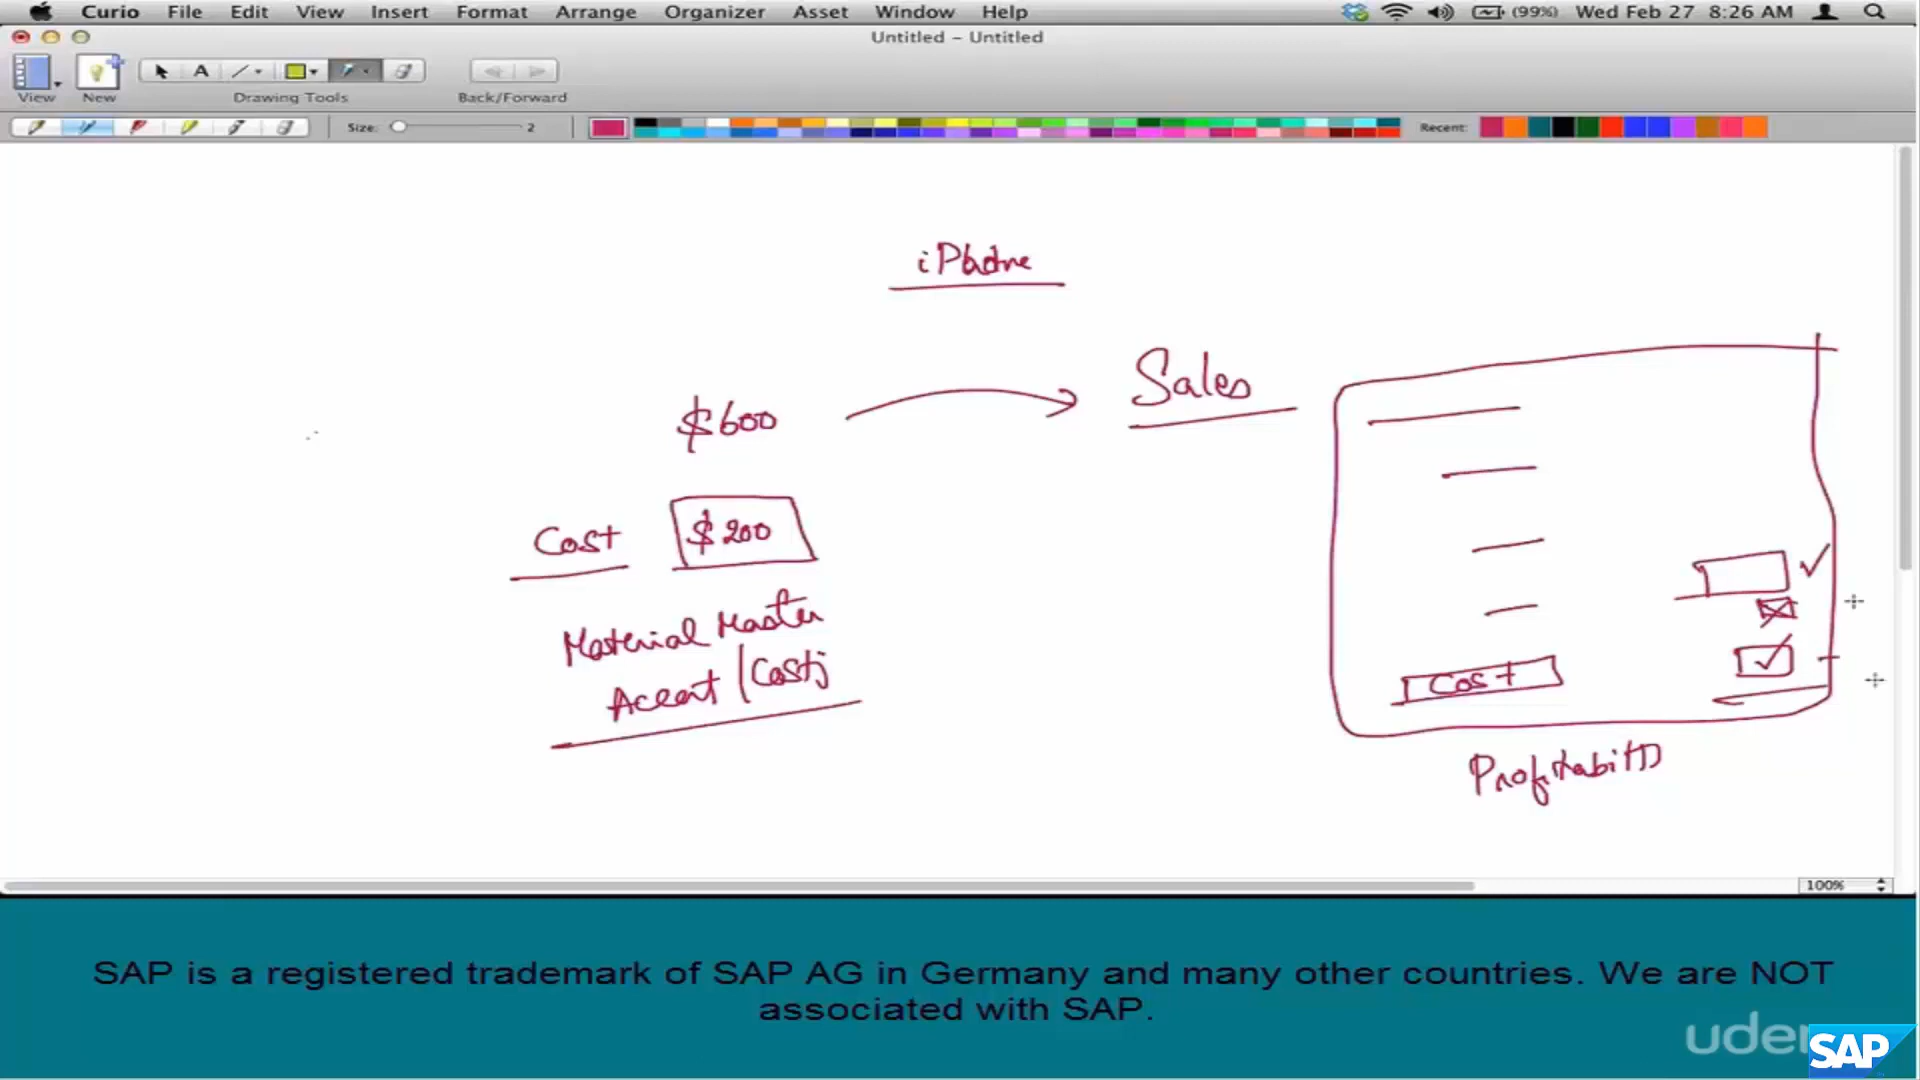 Curio File Edit View Insert Format Arrange Organizer Asset Window Help (99%) Wed Feb 27 8:26 AM
Untitled – Untitled
View New Drawing Tools Back/Forward
Size: 2 Recent:
iPhone
Sales
$600
Cost $200
Material Master
Accnt / Costj
Cost
Profitability
100%
SAP is a registered trademark of SAP AG in Germany and many other countries. We are NOT
associated with SAP.
SAP